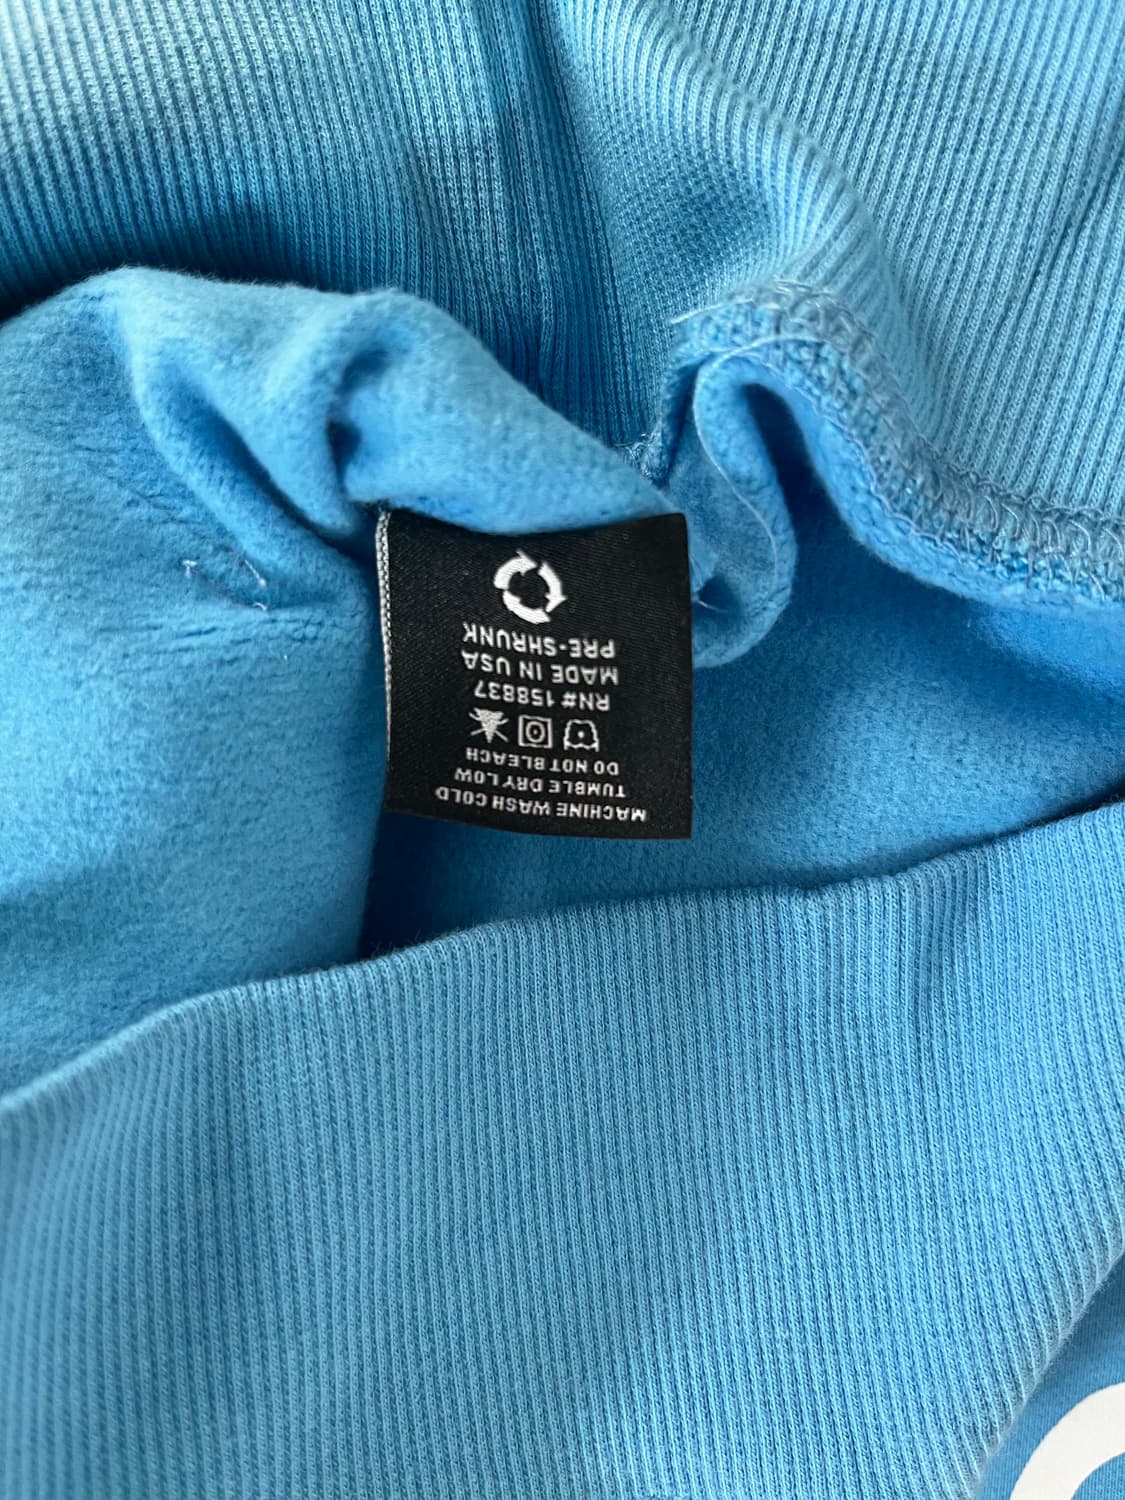 MACHINE WASH COLD
TUMBLE DRY LOW
DO NOT BLEACH
RN# 158837
MADE IN USA
PRE-SHRUNK